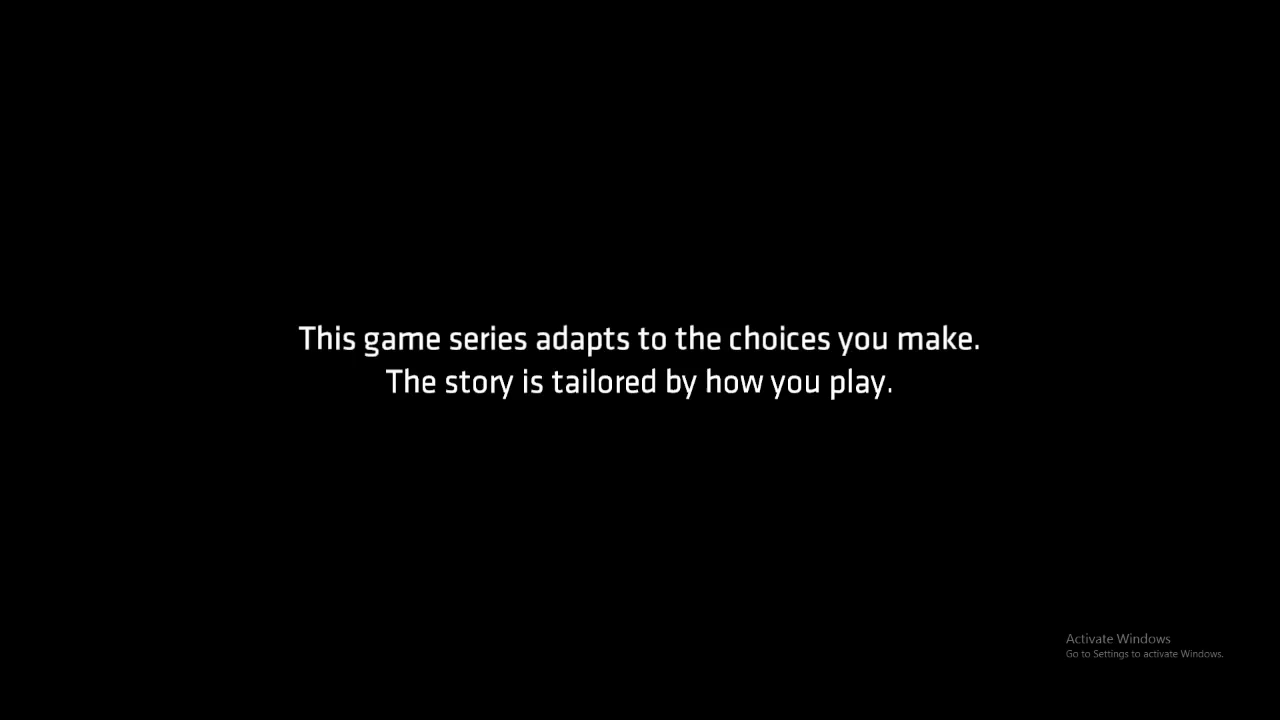 This game series adapts to the choices you make.
The story is tailored by how you play.
Activate Windows
Go to Settings to activate Windows.